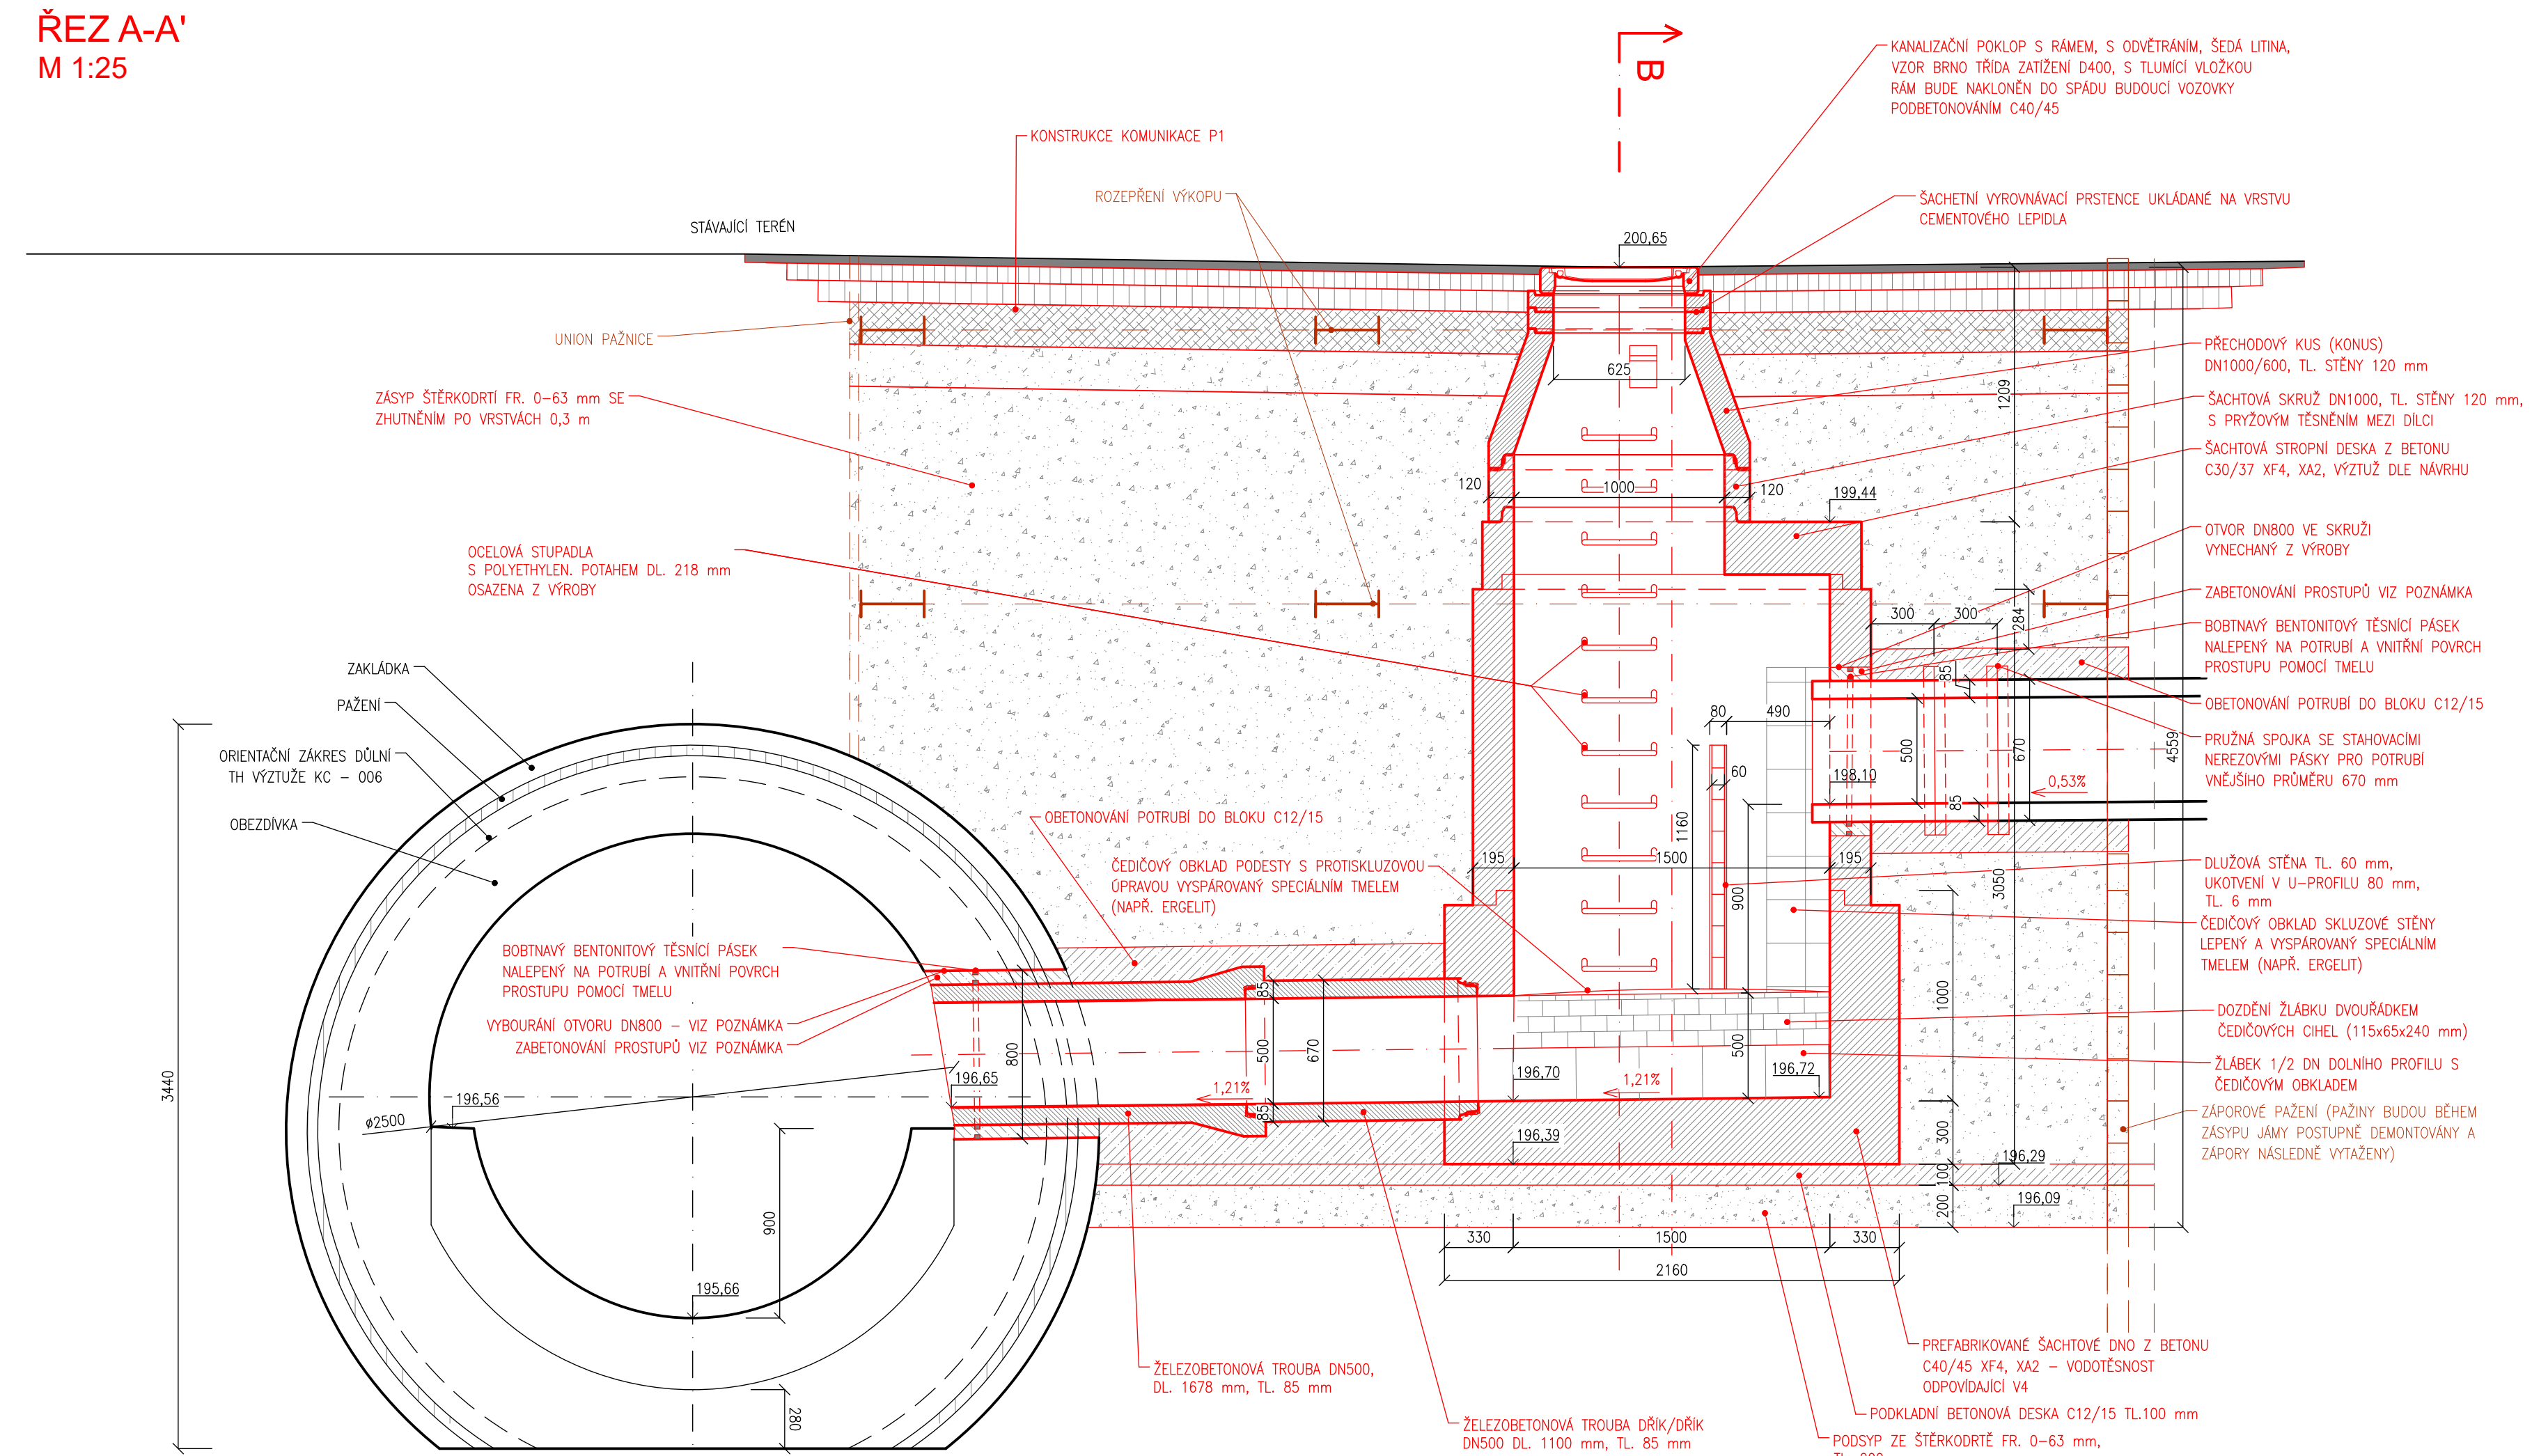 ŘEZ A-A'
M 1:25
B
KANALIZAČNÍ POKLOP S RÁMEM, S ODVĚTRÁNÍM, ŠEDÁ LITINA,
VZOR BRNO TŘÍDA ZATÍŽENÍ D400, S TLUMÍCÍ VLOŽKOU
RÁM BUDE NAKLONĚN DO SPÁDU BUDOUCÍ VOZOVKY
PODBETONOVÁNÍM C40/45
KONSTRUKCE KOMUNIKACE P1
ROZEPŘENÍ VÝKOPU
ŠACHETNÍ VYROVNÁVACÍ PRSTENCE UKLÁDANÉ NA VRSTVU
CEMENTOVÉHO LEPIDLA
STÁVAJÍCÍ TERÉN
200,65
UNION PAŽNICE
PŘECHODOVÝ KUS (KONUS)
DN1000/600, TL. STĚNY 120 mm
625
1209
ZÁSYP ŠTĚRKODRTÍ FR. 0-63 mm SE
ZHUTNĚNÍM PO VRSTVÁCH 0,3 m
ŠACHTOVÁ SKRUŽ DN1000, TL. STĚNY 120 mm,
S PRYŽOVÝM TĚSNĚNÍM MEZI DÍLCI
ŠACHTOVÁ STROPNÍ DESKA Z BETONU
C30/37 XF4, XA2, VÝZTUŽ DLE NÁVRHU
120
1000
120
199,44
OTVOR DN800 VE SKRUŽI
VYNECHANÝ Z VÝROBY
OCELOVÁ STUPADLA
S POLYETHYLEN. POTAHEM DL. 218 mm
OSAZENA Z VÝROBY
ZABETONOVÁNÍ PROSTUPŮ VIZ POZNÁMKA
300
300
284
BOBTNAVÝ BENTONITOVÝ TĚSNÍCÍ PÁSEK
NALEPENÝ NA POTRUBÍ A VNITŘNÍ POVRCH
PROSTUPU POMOCÍ TMELU
ZAKLÁDKA
PAŽENÍ
ORIENTAČNÍ ZÁKRES DŮLNÍ
TH VÝZTUŽE KC - 006
OBEZDÍVKA
85
OBETONOVÁNÍ POTRUBÍ DO BLOKU C12/15
80
490
500
670
4559
PRUŽNÁ SPOJKA SE STAHOVACÍMI
NEREZOVÝMI PÁSKY PRO POTRUBÍ
VNĚJŠÍHO PRŮMĚRU 670 mm
60
198,10
0,53%
85
OBETONOVÁNÍ POTRUBÍ DO BLOKU C12/15
1160
ČEDIČOVÝ OBKLAD PODESTY S PROTISKLUZOVOU
ÚPRAVOU VYSPÁROVANÝ SPECIÁLNÍM TMELEM
(NAPŘ. ERGELIT)
195
1500
195
900
3050
DLUŽOVÁ STĚNA TL. 60 mm,
UKOTVENÍ V U-PROFILU 80 mm,
TL. 6 mm
ČEDIČOVÝ OBKLAD SKLUZOVÉ STĚNY
LEPENÝ A VYSPÁROVANÝ SPECIÁLNÍM
TMELEM (NAPŘ. ERGELIT)
BOBTNAVÝ BENTONITOVÝ TĚSNÍCÍ PÁSEK
NALEPENÝ NA POTRUBÍ A VNITŘNÍ POVRCH
PROSTUPU POMOCÍ TMELU
VYBOURÁNÍ OTVORU DN800 - VIZ POZNÁMKA
ZABETONOVÁNÍ PROSTUPŮ VIZ POZNÁMKA
85
1000
DOZDĚNÍ ŽLÁBKU DVOUŘÁDKEM
ČEDIČOVÝCH CIHEL (115x65x240 mm)
800
500
670
500
3440
196,65
1,21%
196,70
1,21%
196,72
ŽLÁBEK 1/2 DN DOLNÍHO PROFILU S
ČEDIČOVÝM OBKLADEM
196,56
ø2500
85
196,39
300
ZÁPOROVÉ PAŽENÍ (PAŽINY BUDOU BĚHEM
ZÁSYPU JÁMY POSTUPNĚ DEMONTOVÁNY A
ZÁPORY NÁSLEDNĚ VYTAŽENY)
196,29
100
196,09
200
900
330
1500
330
2160
195,66
PREFABRIKOVANÉ ŠACHTOVÉ DNO Z BETONU
C40/45 XF4, XA2 - VODOTĚSNOST
ODPOVÍDAJÍCÍ V4
ŽELEZOBETONOVÁ TROUBA DN500,
DL. 1678 mm, TL. 85 mm
280
PODKLADNÍ BETONOVÁ DESKA C12/15 TL.100 mm
ŽELEZOBETONOVÁ TROUBA DŘÍK/DŘÍK
DN500 DL. 1100 mm, TL. 85 mm
PODSYP ZE ŠTĚRKODRTĚ FR. 0-63 mm,